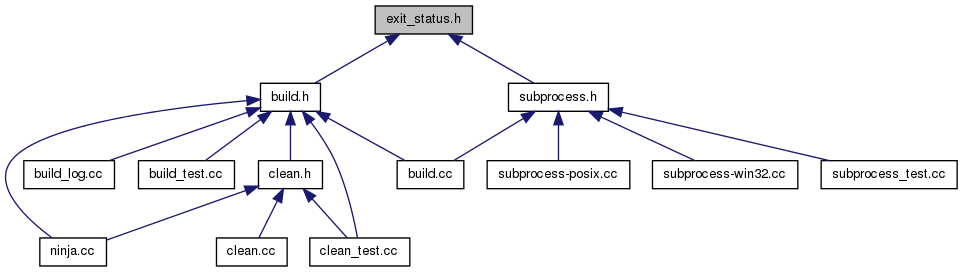 exit_status.h
build.h
subprocess.h
build_log.cc
build_test.cc
clean.h
build.cc
subprocess-posix.cc
subprocess-win32.cc
subprocess_test.cc
ninja.cc
clean.cc
clean_test.cc